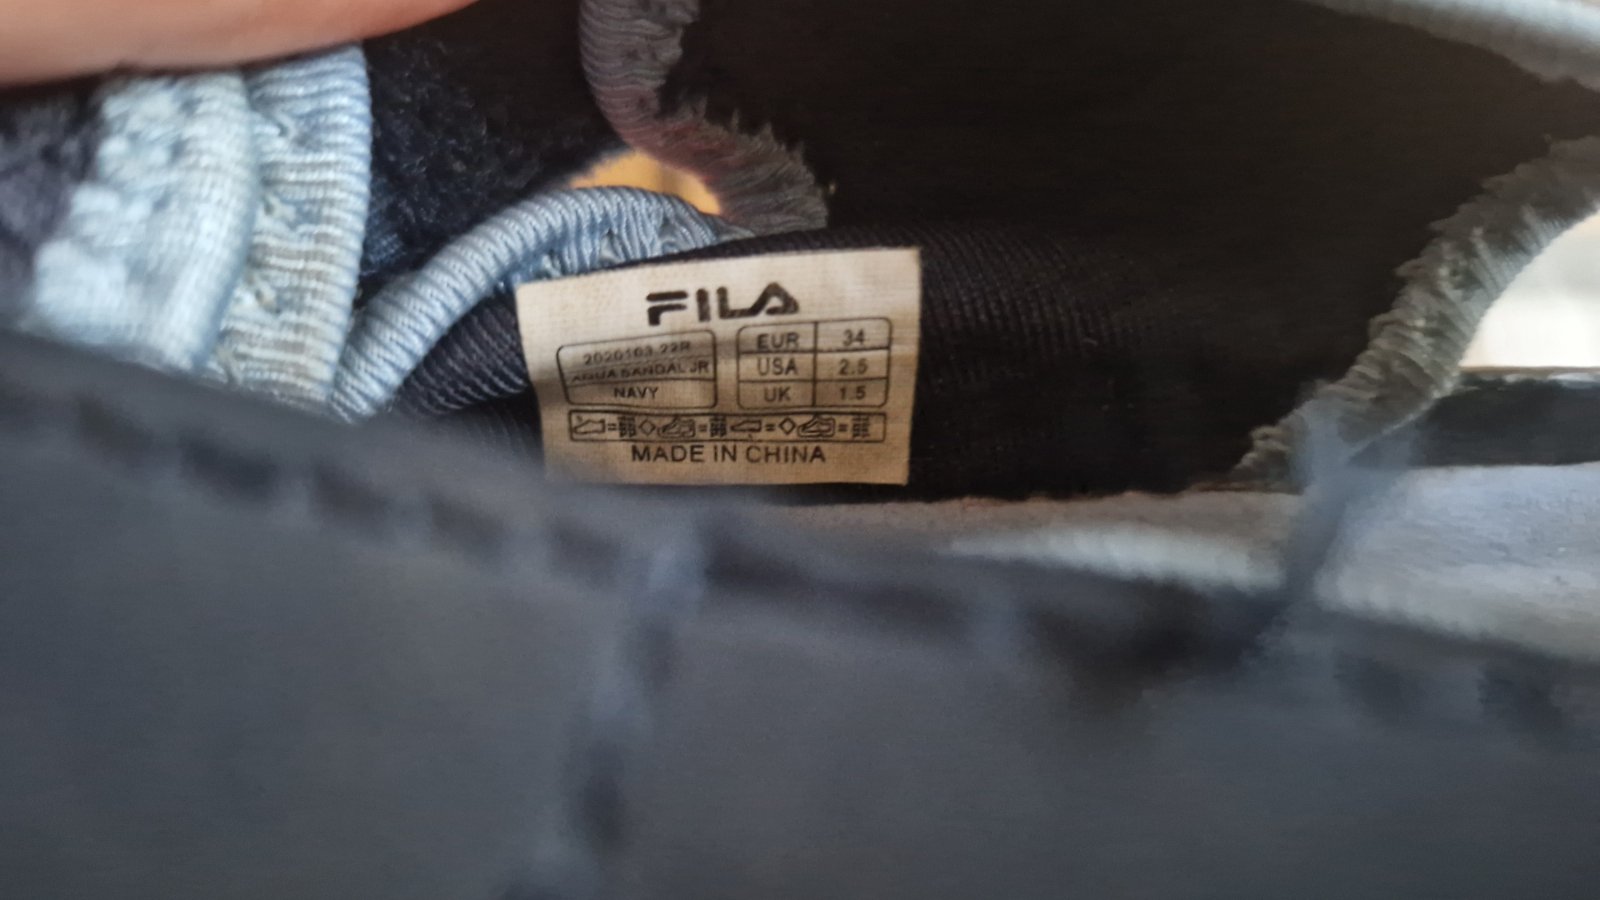 FILA
2020103.22R
AQUA SANDAL JR
NAVY
EUR 34
USA 2.5
UK 1.5
MADE IN CHINA